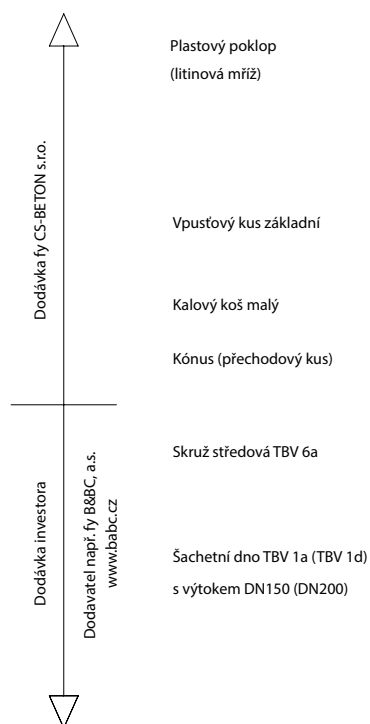 Plastový poklop
(litinová mříž)
Dodávka fy CS-BETON s.r.o.
Vpusťový kus základní
Kalový koš malý
Kónus (přechodový kus)
Skruž středová TBV 6a
Dodávka investora
Dodavatel např. fy B&BC, a.s.
www.babc.cz
Šachetní dno TBV 1a (TBV 1d)
s výtokem DN150 (DN200)